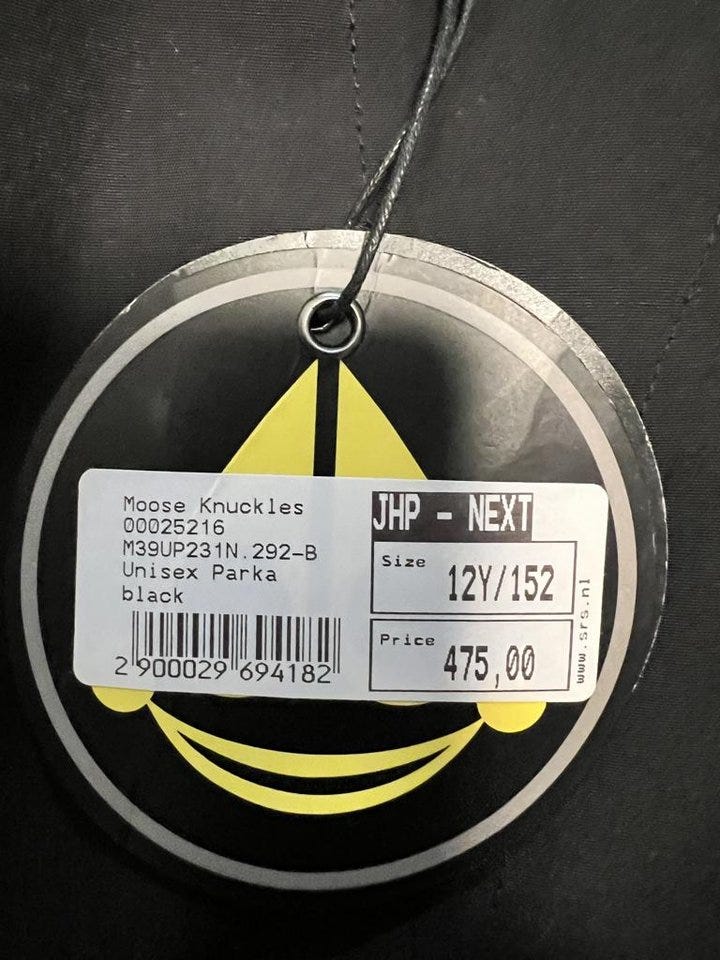 Moose Knuckles
00025216
M39UP231N.292-B
Unisex Parka
black
2 900029 694182
JHP - NEXT
Size 12Y/152
Price 475,00
www.srs.nl